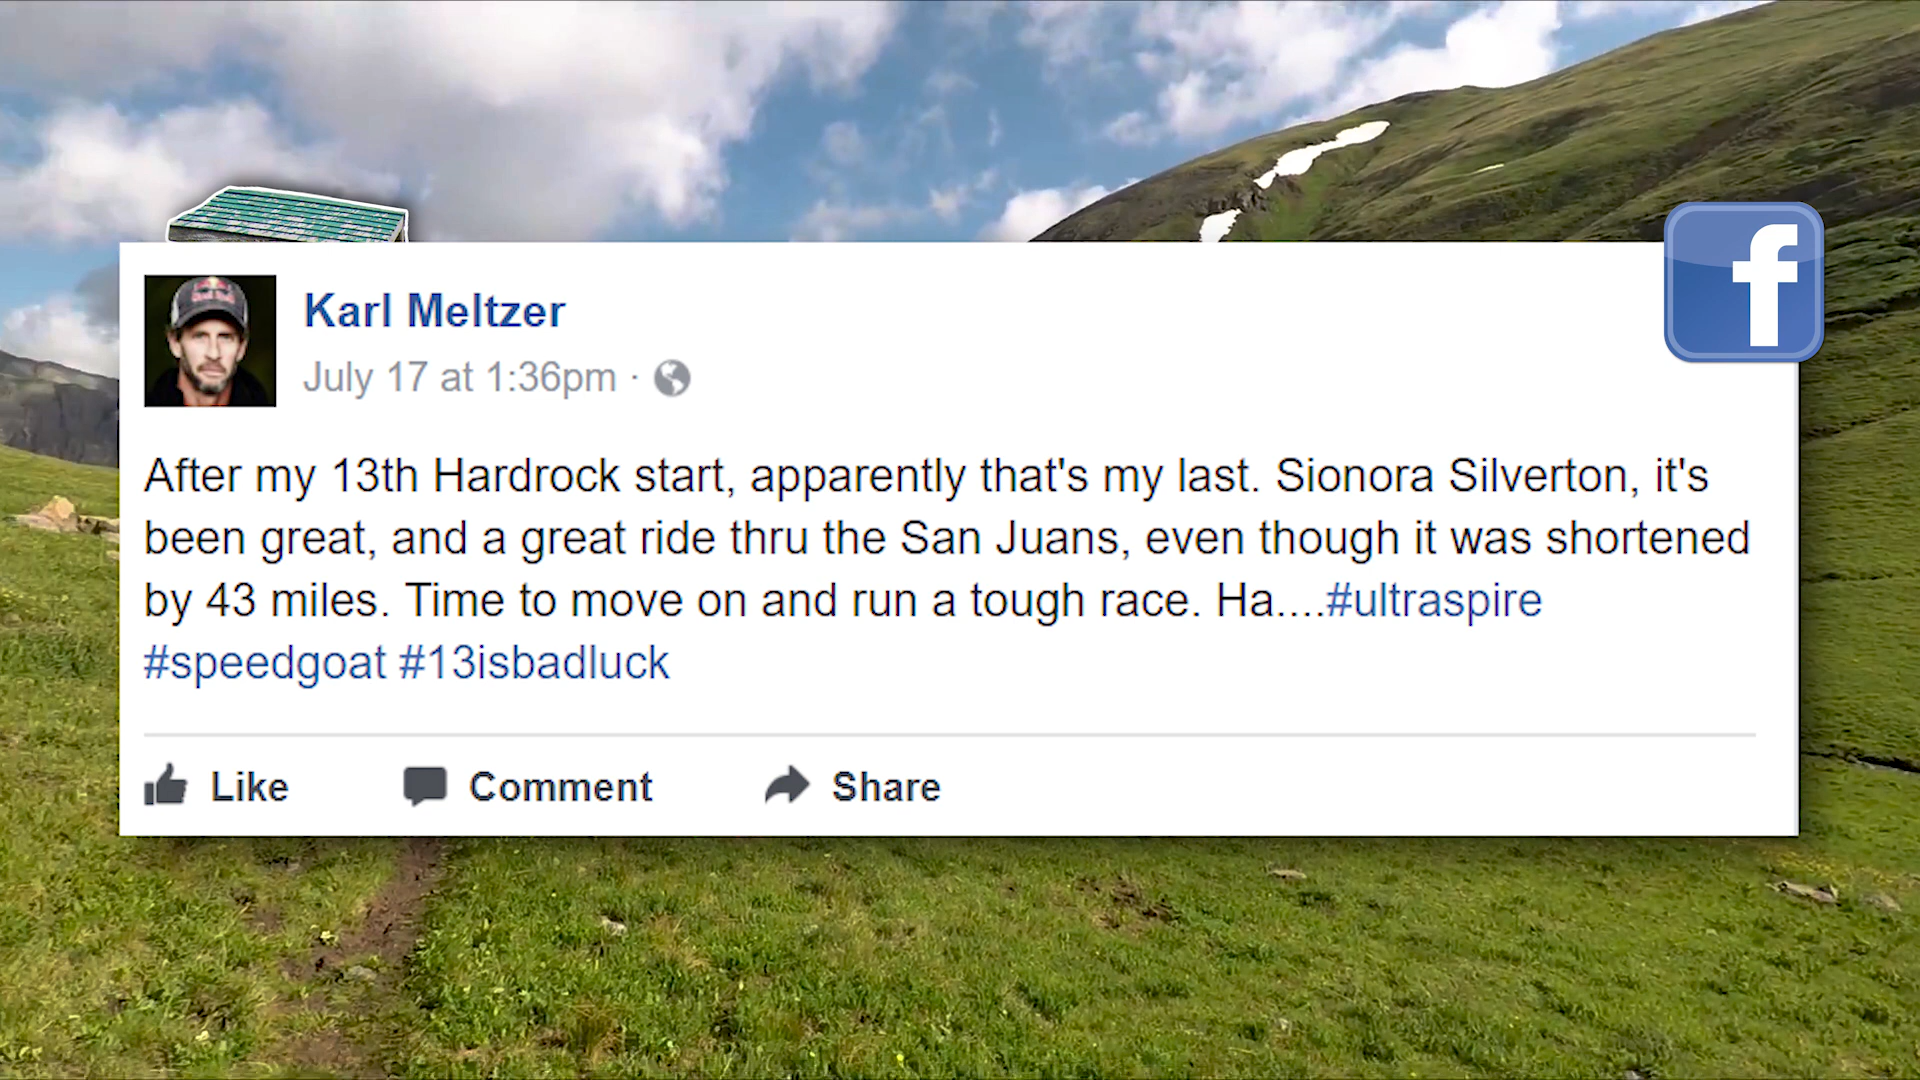 Karl Meltzer
July 17 at 1:36pm ·
After my 13th Hardrock start, apparently that's my last. Sionora Silverton, it's
been great, and a great ride thru the San Juans, even though it was shortened
by 43 miles. Time to move on and run a tough race. Ha....#ultraspire
#speedgoat #13isbadluck
Like Comment Share
f